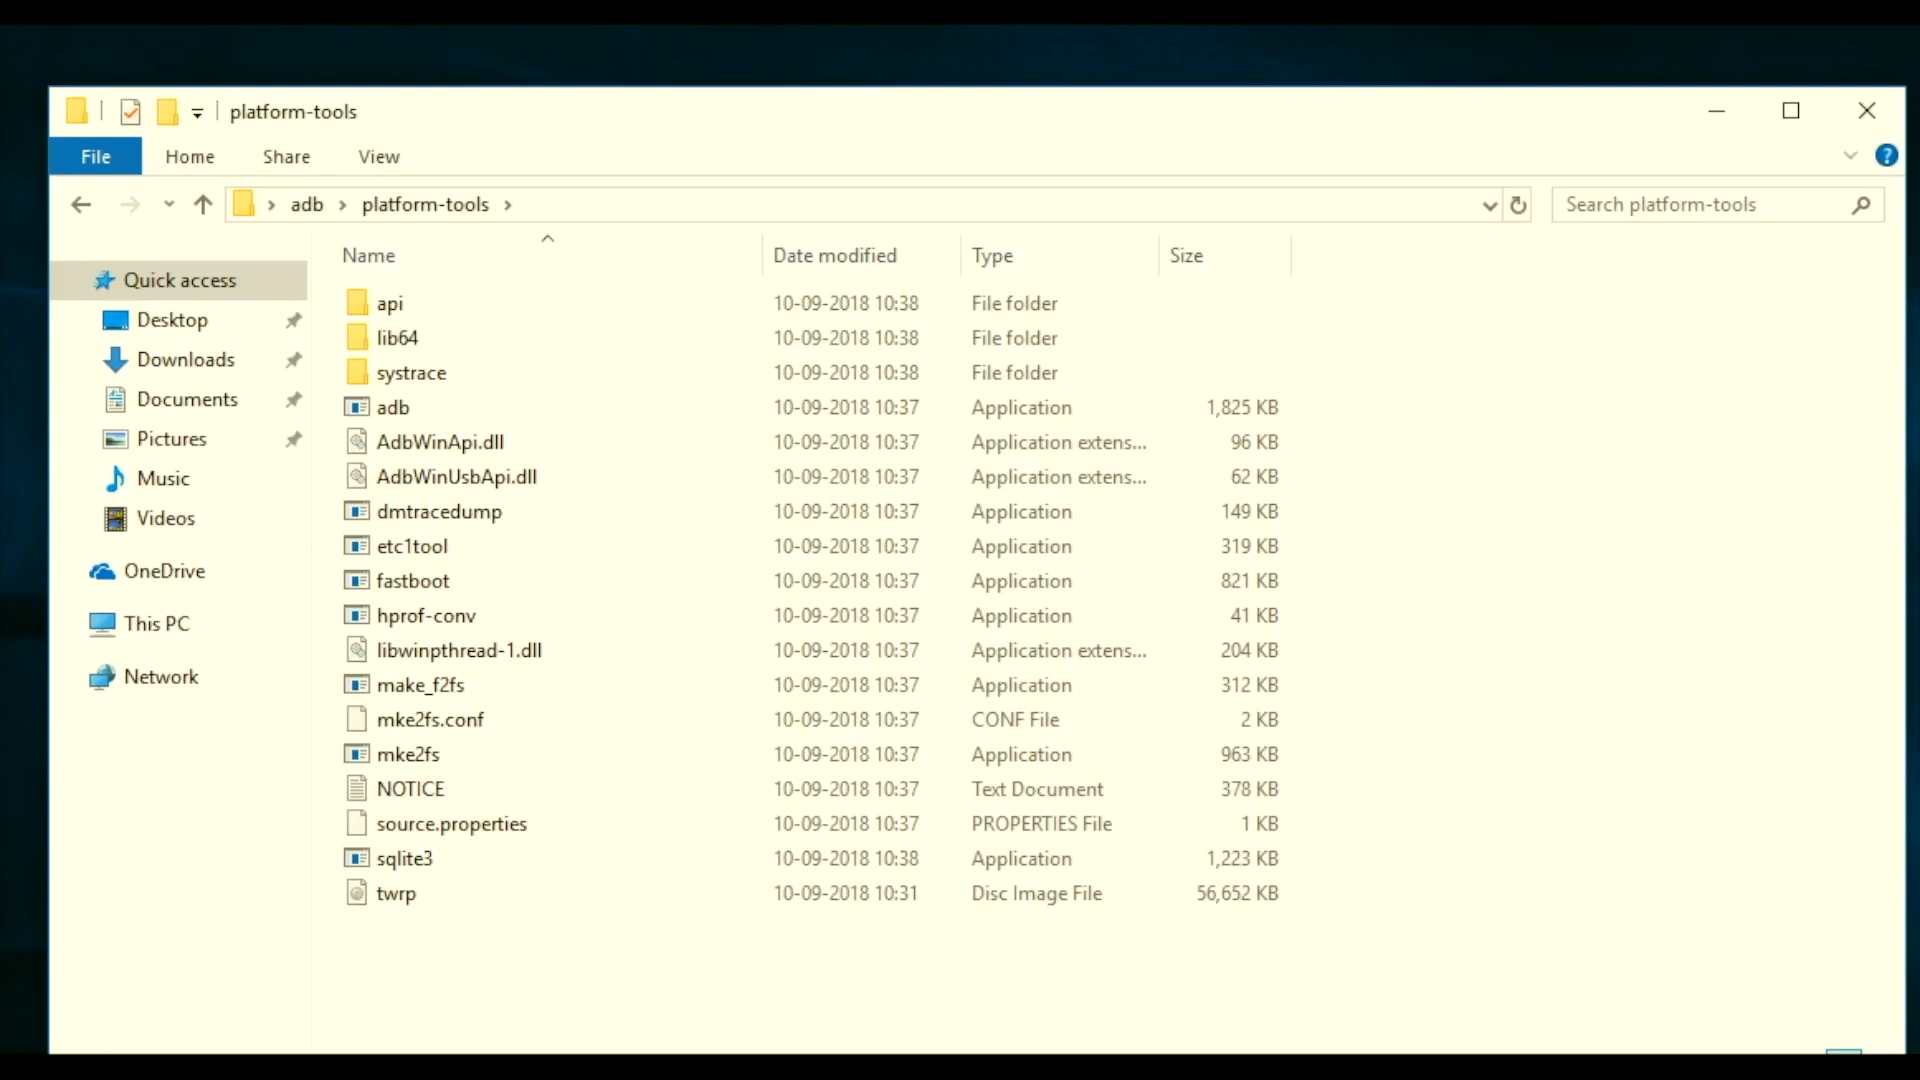 platform-tools
File Home Share View
adb platform-tools Search platform-tools
Name Date modified Type Size
Quick access
Desktop
Downloads
Documents
Pictures
Music
Videos
OneDrive
This PC
Network
api 10-09-2018 10:38 File folder
lib64 10-09-2018 10:38 File folder
systrace 10-09-2018 10:38 File folder
adb 10-09-2018 10:37 Application 1,825 KB
AdbWinApi.dll 10-09-2018 10:37 Application extens... 96 KB
AdbWinUsbApi.dll 10-09-2018 10:37 Application extens... 62 KB
dmtracedump 10-09-2018 10:37 Application 149 KB
etc1tool 10-09-2018 10:37 Application 319 KB
fastboot 10-09-2018 10:37 Application 821 KB
hprof-conv 10-09-2018 10:37 Application 41 KB
libwinpthread-1.dll 10-09-2018 10:37 Application extens... 204 KB
make_f2fs 10-09-2018 10:37 Application 312 KB
mke2fs.conf 10-09-2018 10:37 CONF File 2 KB
mke2fs 10-09-2018 10:37 Application 963 KB
NOTICE 10-09-2018 10:37 Text Document 378 KB
source.properties 10-09-2018 10:37 PROPERTIES File 1 KB
sqlite3 10-09-2018 10:38 Application 1,223 KB
twrp 10-09-2018 10:31 Disc Image File 56,652 KB